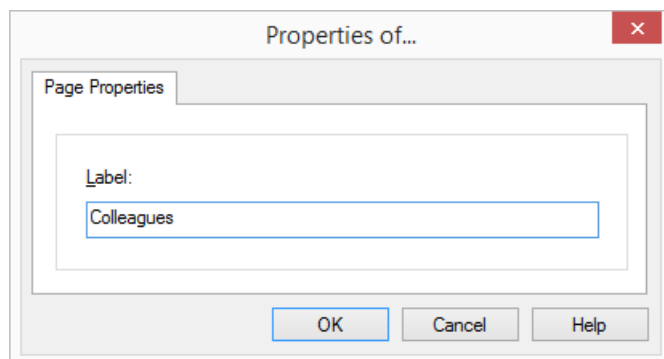 Properties of...
Page Properties
Label:
Colleagues
OK Cancel Help